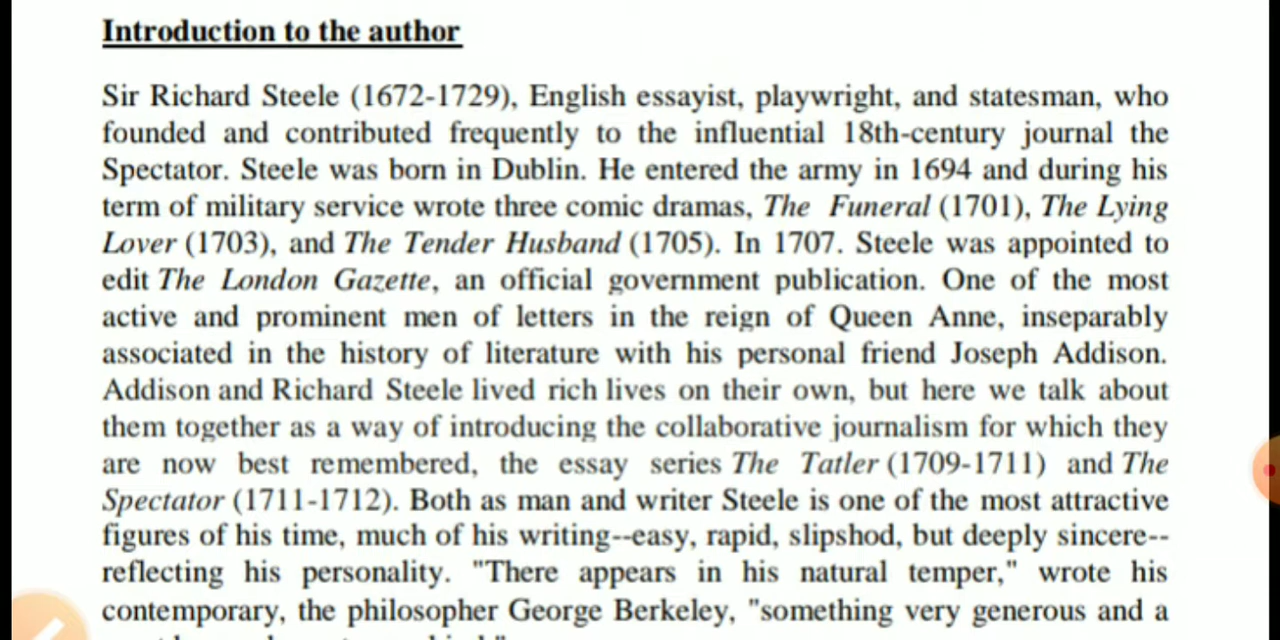 Introduction to the author
Sir Richard Steele (1672-1729), English essayist, playwright, and statesman, who
founded and contributed frequently to the influential 18th-century journal the
Spectator. Steele was born in Dublin. He entered the army in 1694 and during his
term of military service wrote three comic dramas, The Funeral (1701), The Lying
Lover (1703), and The Tender Husband (1705). In 1707. Steele was appointed to
edit The London Gazette, an official government publication. One of the most
active and prominent men of letters in the reign of Queen Anne, inseparably
associated in the history of literature with his personal friend Joseph Addison.
Addison and Richard Steele lived rich lives on their own, but here we talk about
them together as a way of introducing the collaborative journalism for which they
are now best remembered, the essay series The Tatler (1709-1711) and The
Spectator (1711-1712). Both as man and writer Steele is one of the most attractive
figures of his time, much of his writing--easy, rapid, slipshod, but deeply sincere--
reflecting his personality. "There appears in his natural temper," wrote his
contemporary, the philosopher George Berkeley, "something very generous and a